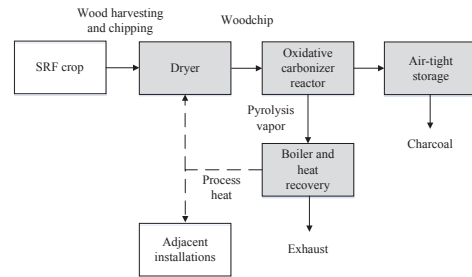 Wood harvesting
and chipping
Woodchip
SRF crop
Dryer
Oxidative
carbonizer
reactor
Air-tight
storage
Pyrolysis
vapor
Charcoal
Boiler and
heat
recovery
Process
heat
Adjacent
installations
Exhaust